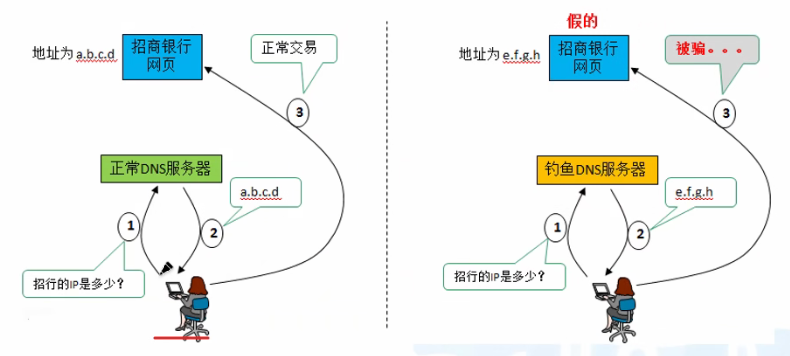 地址为 a.b.c.d
招商银行
网页
正常交易
3
正常DNS服务器
a.b.c.d
1
2
招行的IP是多少？
假的
地址为 e.f.g.h
招商银行
网页
被骗。。。
3
钓鱼DNS服务器
e.f.g.h
1
2
招行的IP是多少？